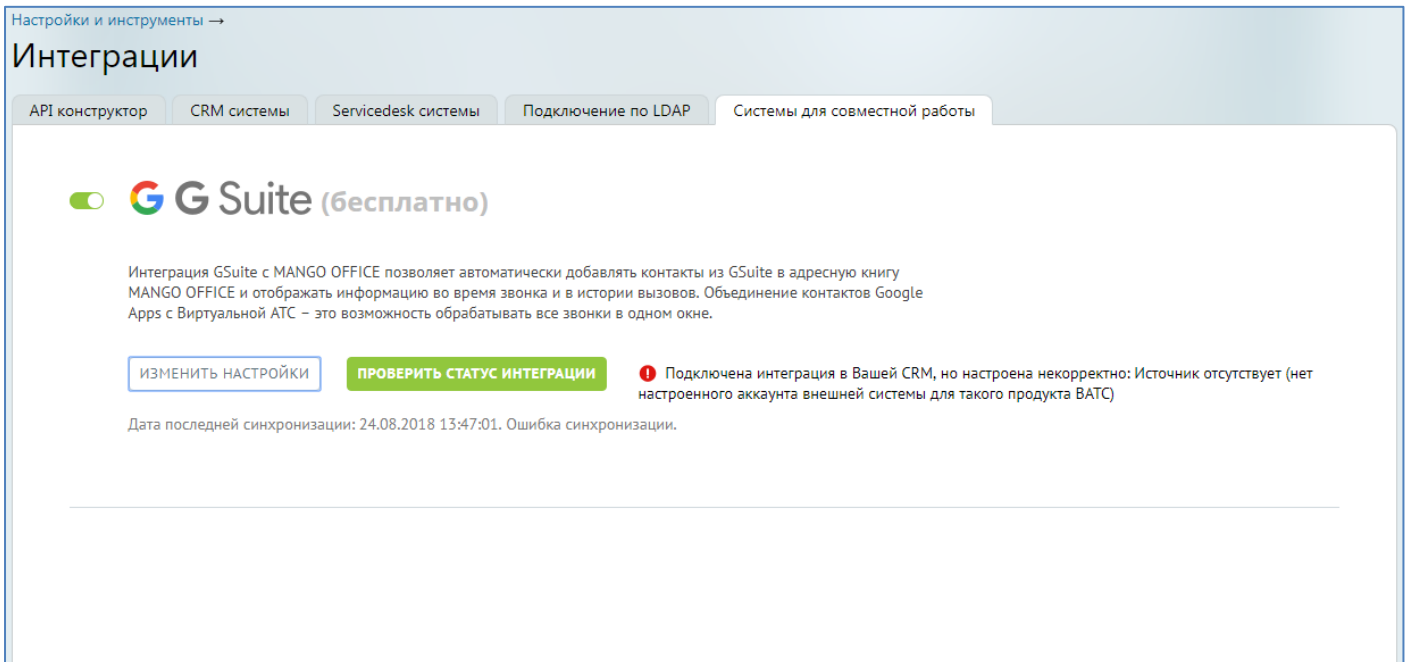 Настройки и инструменты →
Интеграции
API конструктор CRM системы Servicedesk системы Подключение по LDAP Системы для совместной работы
G G Suite (бесплатно)
Интеграция GSuite с MANGO OFFICE позволяет автоматически добавлять контакты из GSuite в адресную книгу
MANGO OFFICE и отображать информацию во время звонка и в истории вызовов. Объединение контактов Google
Apps с Виртуальной АТС – это возможность обрабатывать все звонки в одном окне.
ИЗМЕНИТЬ НАСТРОЙКИ ПРОВЕРИТЬ СТАТУС ИНТЕГРАЦИИ Подключена интеграция в Вашей CRM, но настроена некорректно: Источник отсутствует (нет
настроенного аккаунта внешней системы для такого продукта ВАТС)
Дата последней синхронизации: 24.08.2018 13:47:01. Ошибка синхронизации.